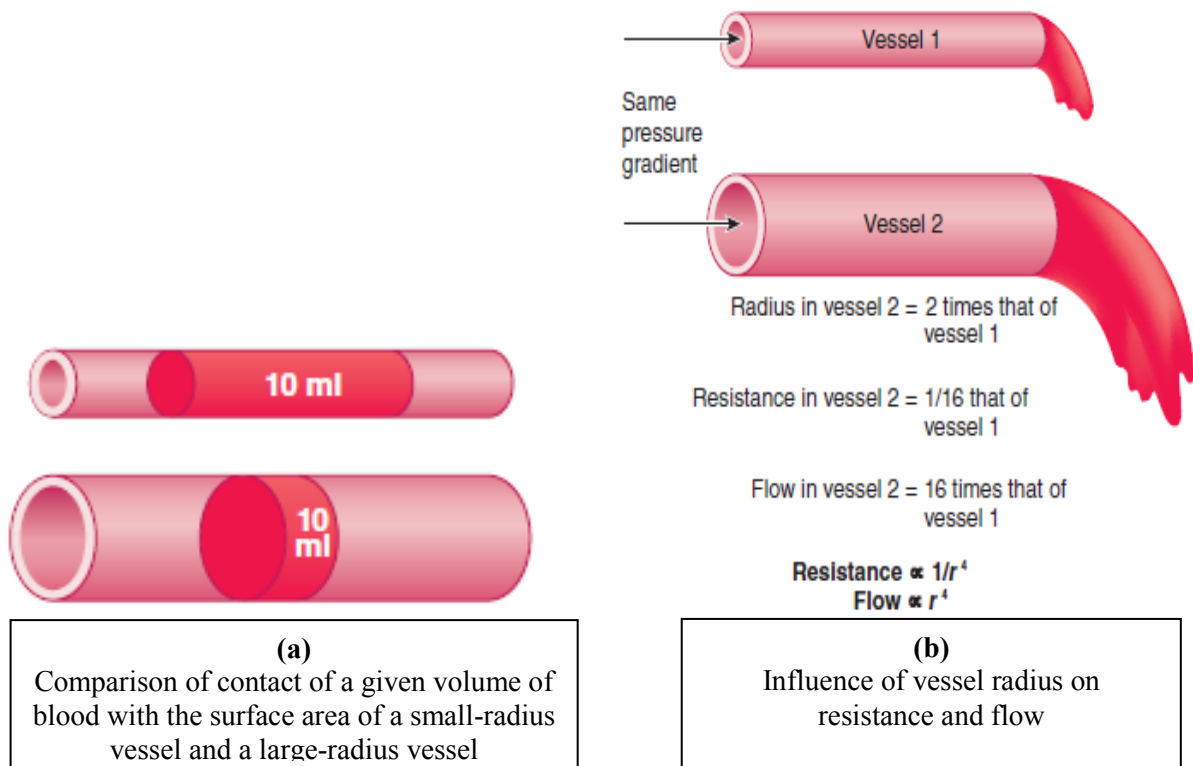 10 ml
10
ml
(a)
Comparison of contact of a given volume of
blood with the surface area of a small-radius
vessel and a large-radius vessel
Vessel 1
Same
pressure
gradient
Vessel 2
Radius in vessel 2 = 2 times that of
vessel 1
Resistance in vessel 2 = 1/16 that of
vessel 1
Flow in vessel 2 = 16 times that of
vessel 1
Resistance ∝ 1/r⁴
Flow ∝ r⁴
(b)
Influence of vessel radius on
resistance and flow